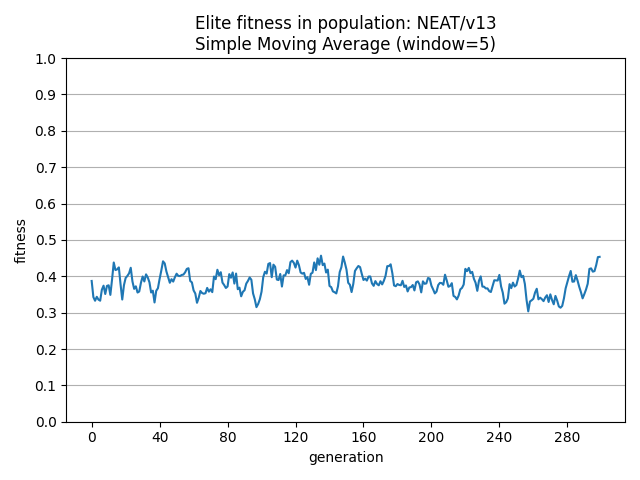 Elite fitness in population: NEAT/v13
Simple Moving Average (window=5)
1.0
0.9
0.8
0.7
0.6
0.5
0.4
0.3
0.2
0.1
0.0
fitness
0 40 80 120 160 200 240 280
generation